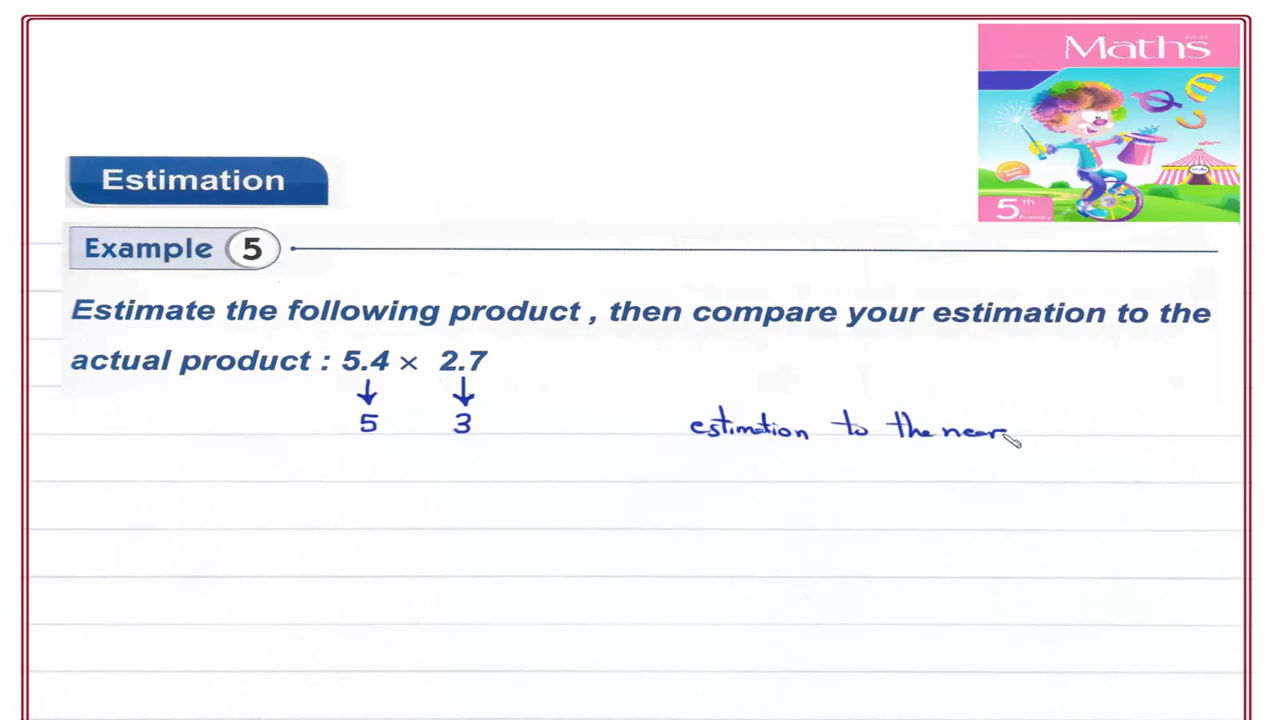 Maths
5th
Primary
Estimation
Example 5
Estimate the following product , then compare your estimation to the
actual product : 5.4 × 2.7
↓ ↓
5 3
estimation to the near